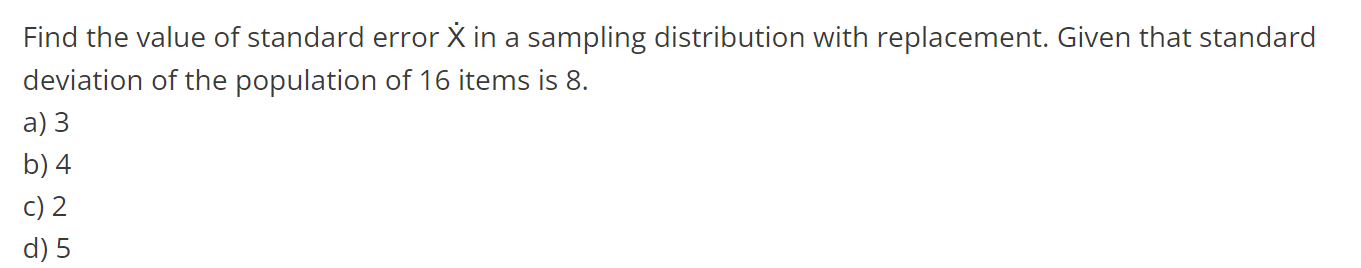 Find the value of standard error Ẋ in a sampling distribution with replacement. Given that standard
deviation of the population of 16 items is 8.
a) 3
b) 4
c) 2
d) 5